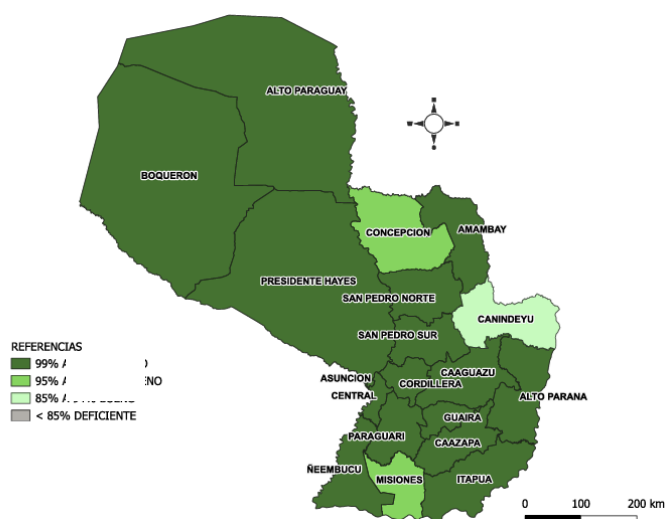 ALTO PARAGUAY
N
W E
S
BOQUERON
CONCEPCION
AMAMBAY
PRESIDENTE HAYES
SAN PEDRO NORTE
CANINDEYU
SAN PEDRO SUR
REFERENCIAS
99% A
95% A ENO
85% A
< 85% DEFICIENTE
ASUNCION
CAAGUAZU
CORDILLERA
CENTRAL
ALTO PARANA
GUAIRA
PARAGUARI
CAAZAPA
ÑEEMBUCU
MISIONES
ITAPUA
0 100 200 km